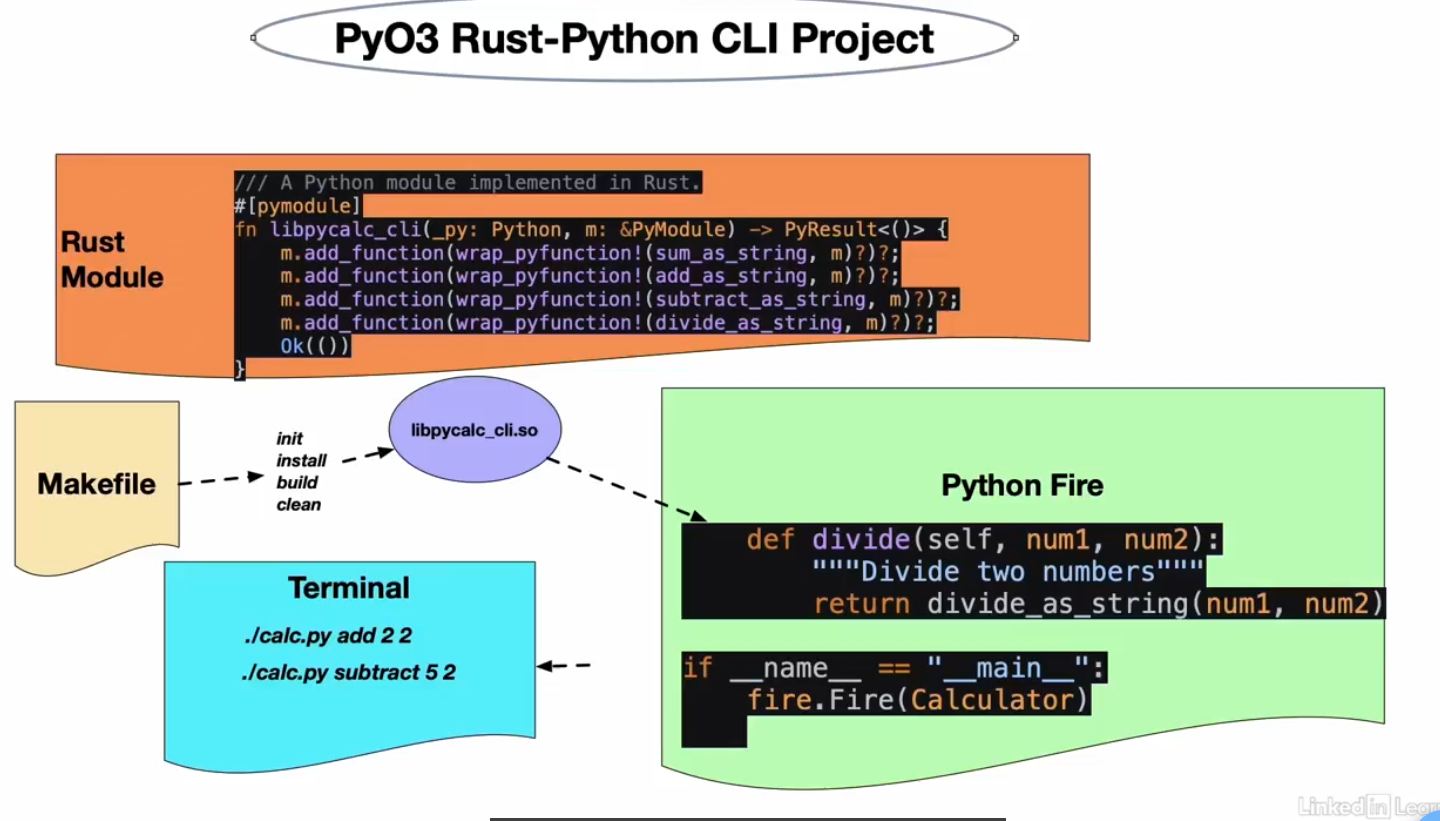 PyO3 Rust-Python CLI Project
Rust
Module
/// A Python module implemented in Rust.
#[pymodule]
fn libpycalc_cli(_py: Python, m: &PyModule) -> PyResult<()> {
    m.add_function(wrap_pyfunction!(sum_as_string, m)?)?;
    m.add_function(wrap_pyfunction!(add_as_string, m)?)?;
    m.add_function(wrap_pyfunction!(subtract_as_string, m)?)?;
    m.add_function(wrap_pyfunction!(divide_as_string, m)?)?;
    Ok(())
}
Makefile
init
install
build
clean
libpycalc_cli.so
Python Fire
    def divide(self, num1, num2):
        """Divide two numbers"""
        return divide_as_string(num1, num2)
if __name__ == "__main__":
    fire.Fire(Calculator)
Terminal
./calc.py add 2 2
./calc.py subtract 5 2
Linked in